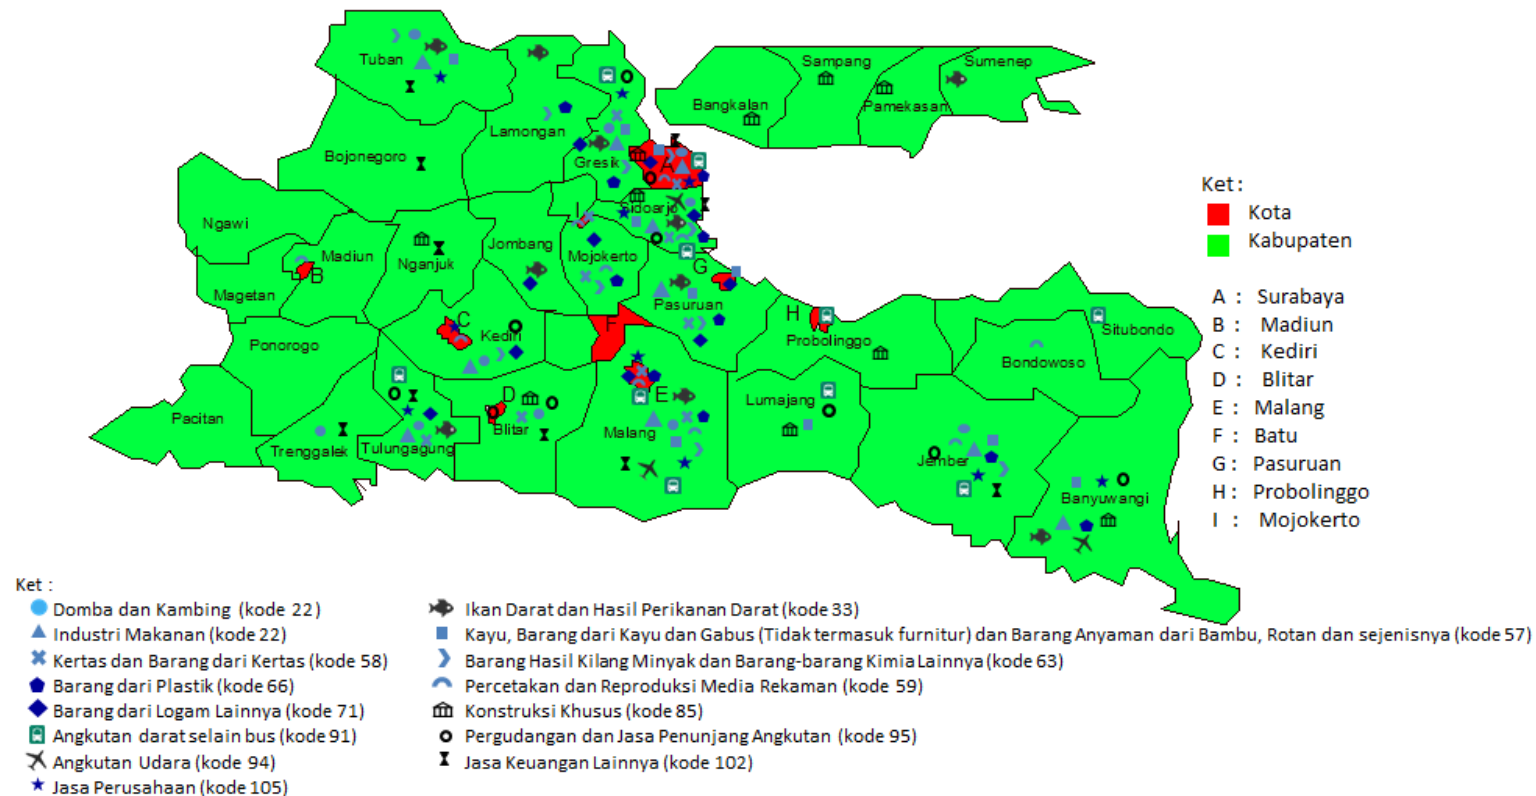 Tuban
Sampang
Sumenep
Bangkalan
Pamekasan
Lamongan
Bojonegoro
Gresik
A
Sidoarjo
I
Ngawi
Jombang
Mojokerto
Madiun
Nganjuk
B
G
Magetan
Pasuruan
C
Kediri
F
H
Situbondo
Ponorogo
Probolinggo
Bondowoso
D
E
Lumajang
Pacitan
Blitar
Malang
Trenggalek
Tulungagung
Jember
Banyuwangi
Ket :
Kota
Kabupaten
A : Surabaya
B : Madiun
C : Kediri
D : Blitar
E : Malang
F : Batu
G : Pasuruan
H : Probolinggo
I : Mojokerto
Ket :
Domba dan Kambing (kode 22)
Industri Makanan (kode 22)
Kertas dan Barang dari Kertas (kode 58)
Barang dari Plastik (kode 66)
Barang dari Logam Lainnya (kode 71)
Angkutan darat selain bus (kode 91)
Angkutan Udara (kode 94)
Jasa Perusahaan (kode 105)
Ikan Darat dan Hasil Perikanan Darat (kode 33)
Kayu, Barang dari Kayu dan Gabus (Tidak termasuk furnitur) dan Barang Anyaman dari Bambu, Rotan dan sejenisnya (kode 57)
Barang Hasil Kilang Minyak dan Barang-barang Kimia Lainnya (kode 63)
Percetakan dan Reproduksi Media Rekaman (kode 59)
Konstruksi Khusus (kode 85)
Pergudangan dan Jasa Penunjang Angkutan (kode 95)
Jasa Keuangan Lainnya (kode 102)